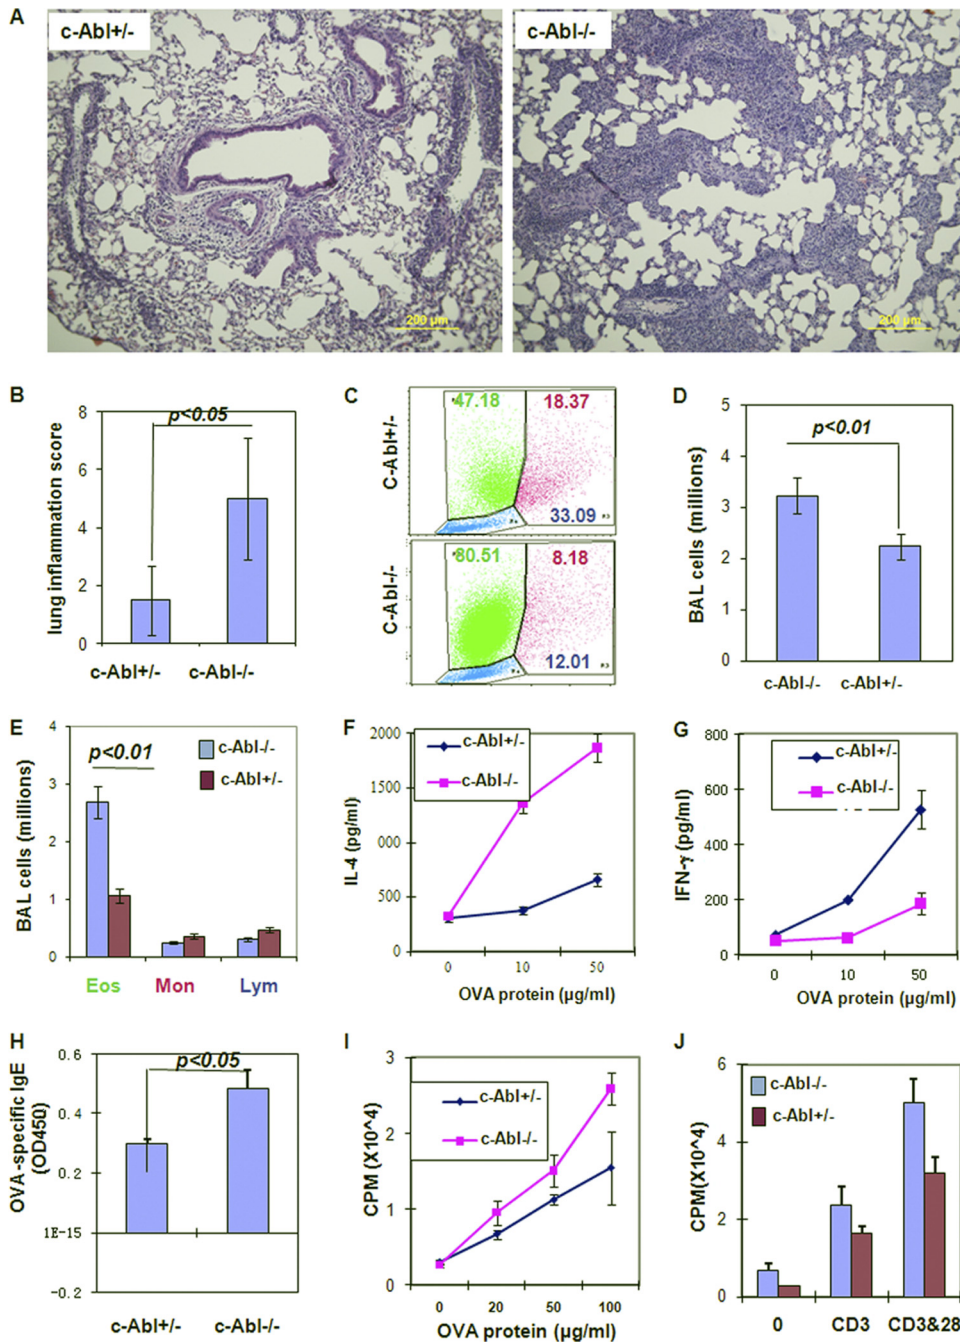 A
c-Abl+/-
c-Abl-/-
200 µm
200 µm
B
lung inflammation score
8
6
4
2
0
p<0.05
c-Abl+/-
c-Abl-/-
C
C-Abl+/-
47.18
18.37
33.09
C-Abl-/-
80.51
8.18
12.01
D
BAL cells (millions)
5
4
3
2
1
0
p<0.01
c-Abl-/-
c-Abl+/-
E
BAL cells (millions)
4
3
2
1
0
p<0.01
c-Abl-/-
c-Abl+/-
Eos
Mon
Lym
F
IL-4 (pg/ml)
2000
1500
000
500
0
c-Abl+/-
c-Abl-/-
0
10
50
OVA protein (µg/ml)
G
IFN-γ (pg/ml)
800
600
400
200
0
c-Abl+/-
c-Abl-/-
0
10
50
OVA protein (µg/ml)
H
OVA-specific IgE
(OD450)
0.6
0.4
0.2
1E-15
-0.2
p<0.05
c-Abl+/-
c-Abl-/-
I
CPM (X10^4)
3
2
1
0
c-Abl+/-
c-Abl-/-
0
20
50
100
OVA protein (µg/ml)
J
CPM(X10^4)
6
4
2
0
c-Abl-/-
c-Abl+/-
0
CD3
CD3&28